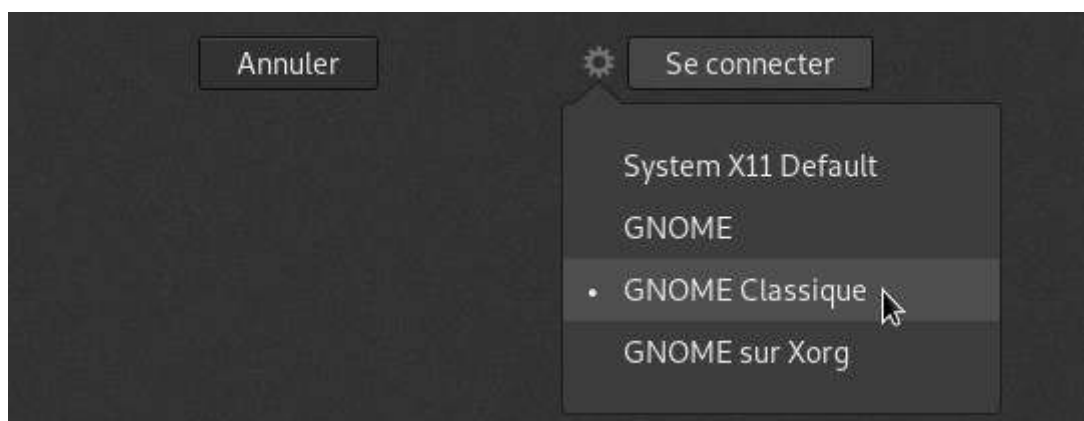 Annuler
Se connecter
System X11 Default
GNOME
GNOME Classique
GNOME sur Xorg